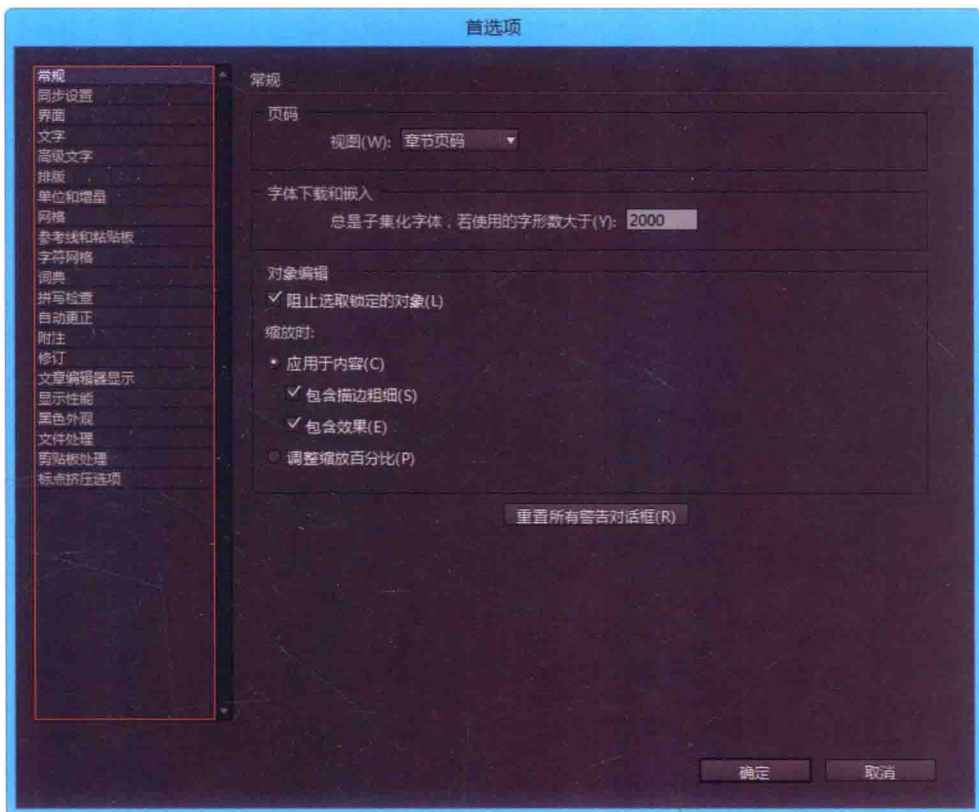 首选项
常规
同步设置
界面
文字
高级文字
排版
单位和增量
网格
参考线和粘贴板
字符网格
词典
拼写检查
自动更正
附注
修订
文章编辑器显示
显示性能
黑色外观
文件处理
剪贴板处理
标点挤压选项
常规
页码
视图(W): 章节页码
字体下载和嵌入
总是子集化字体，若使用的字形数大于(Y): 2000
对象编辑
阻止选取锁定的对象(L)
缩放时:
应用于内容(C)
包含描边粗细(S)
包含效果(E)
调整缩放百分比(P)
重置所有警告对话框(R)
确定 取消